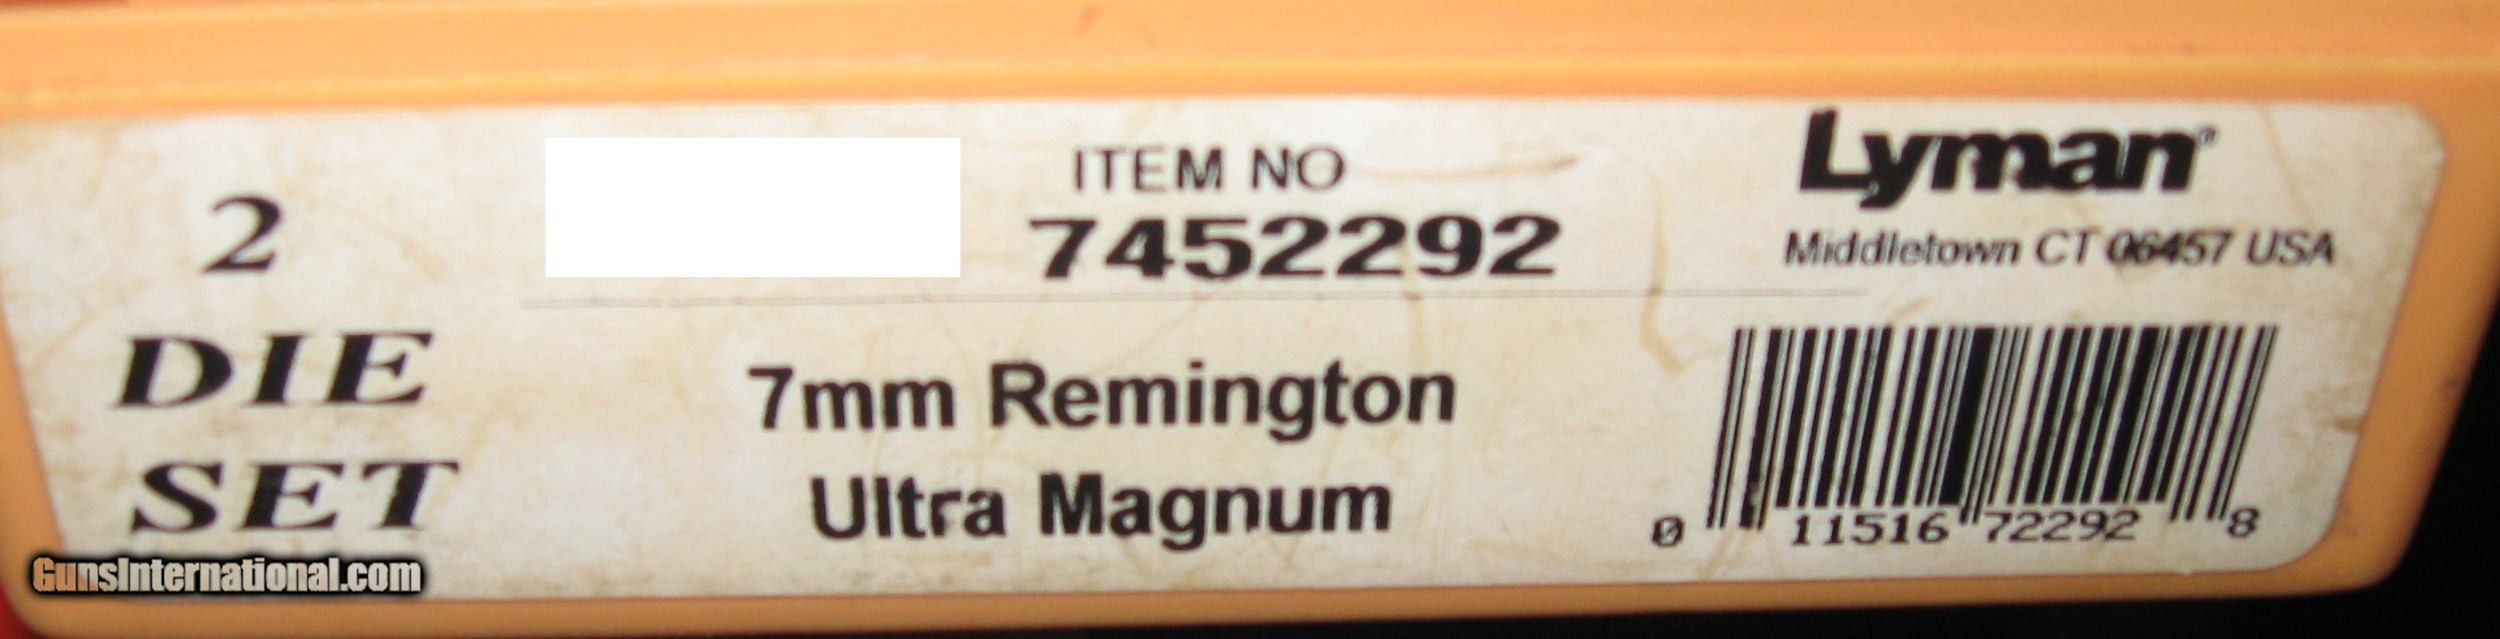 2
DIE
SET
ITEM NO
7452292
7mm Remington
Ultra Magnum
Lyman®
Middletown CT 06457 USA
0 11516 72292 8
GunsInternational.com